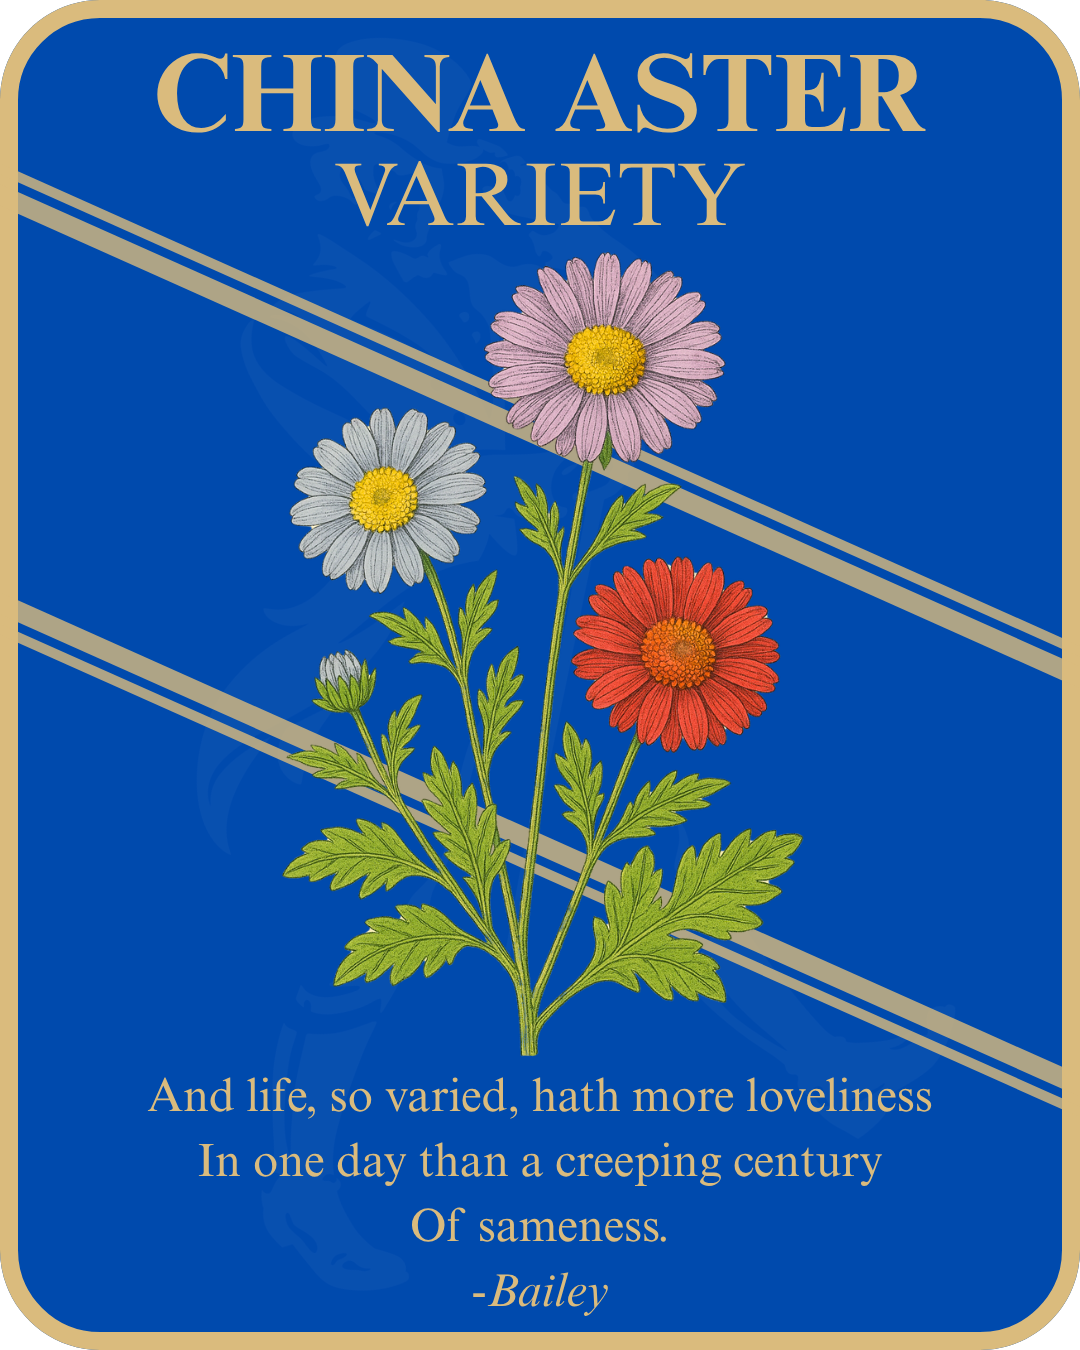 CHINA ASTER
VARIETY
And life, so varied, hath more loveliness
In one day than a creeping century
Of sameness.
-Bailey